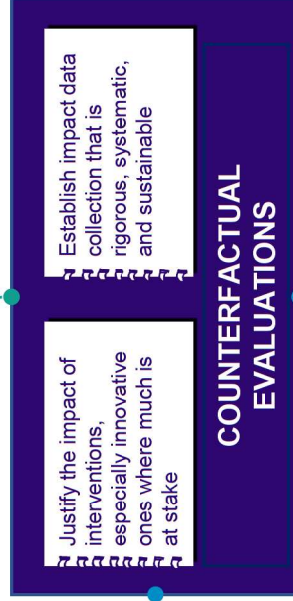 Justify the impact of
interventions,
especially innovative
ones where much is
at stake
Establish impact data
collection that is
rigorous, systematic,
and sustainable
COUNTERFACTUAL
EVALUATIONS